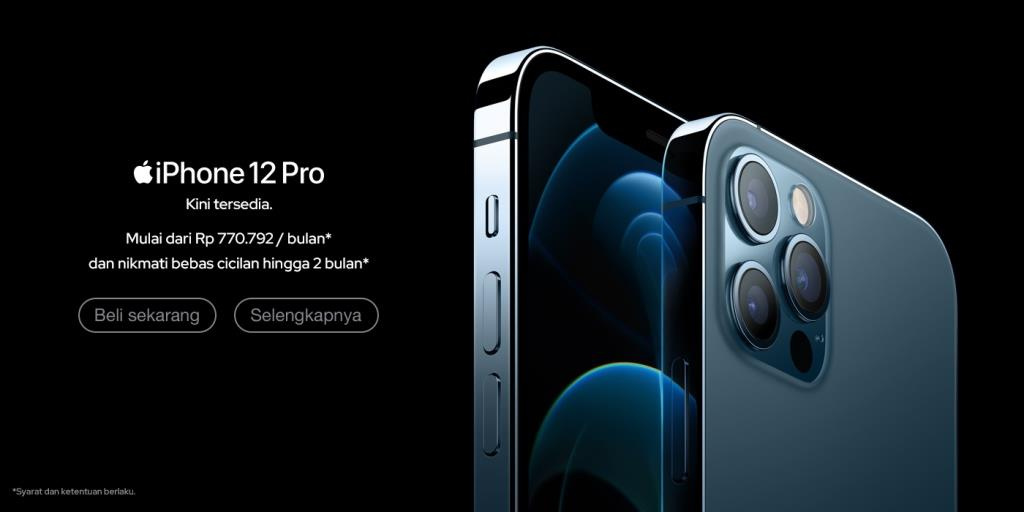 iPhone 12 Pro
Kini tersedia.
Mulai dari Rp 770.792 / bulan*
dan nikmati bebas cicilan hingga 2 bulan*
Beli sekarang
Selengkapnya
*Syarat dan ketentuan berlaku.